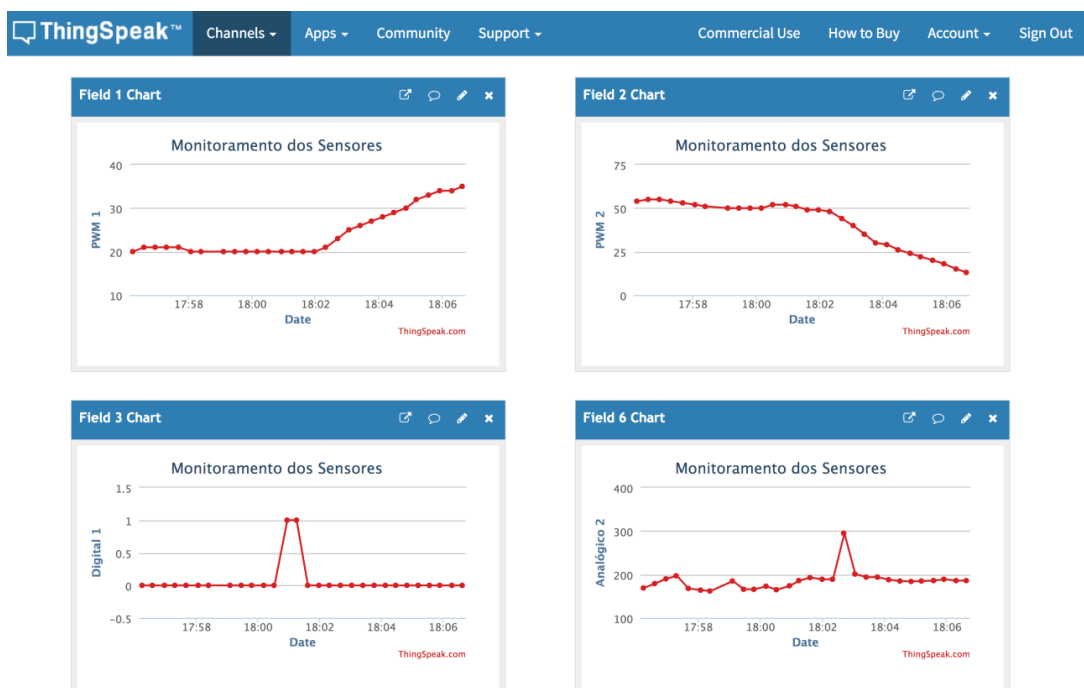 ThingSpeak™ Channels Apps Community Support Commercial Use How to Buy Account Sign Out
Field 1 Chart
Monitoramento dos Sensores
40
30
20
10
PWM 1
17:58 18:00 18:02 18:04 18:06
Date
ThingSpeak.com
Field 2 Chart
Monitoramento dos Sensores
75
50
25
0
PWM 2
17:58 18:00 18:02 18:04 18:06
Date
ThingSpeak.com
Field 3 Chart
Monitoramento dos Sensores
1.5
1
0.5
0
-0.5
Digital 1
17:58 18:00 18:02 18:04 18:06
Date
ThingSpeak.com
Field 6 Chart
Monitoramento dos Sensores
400
300
200
100
Analógico 2
17:58 18:00 18:02 18:04 18:06
Date
ThingSpeak.com